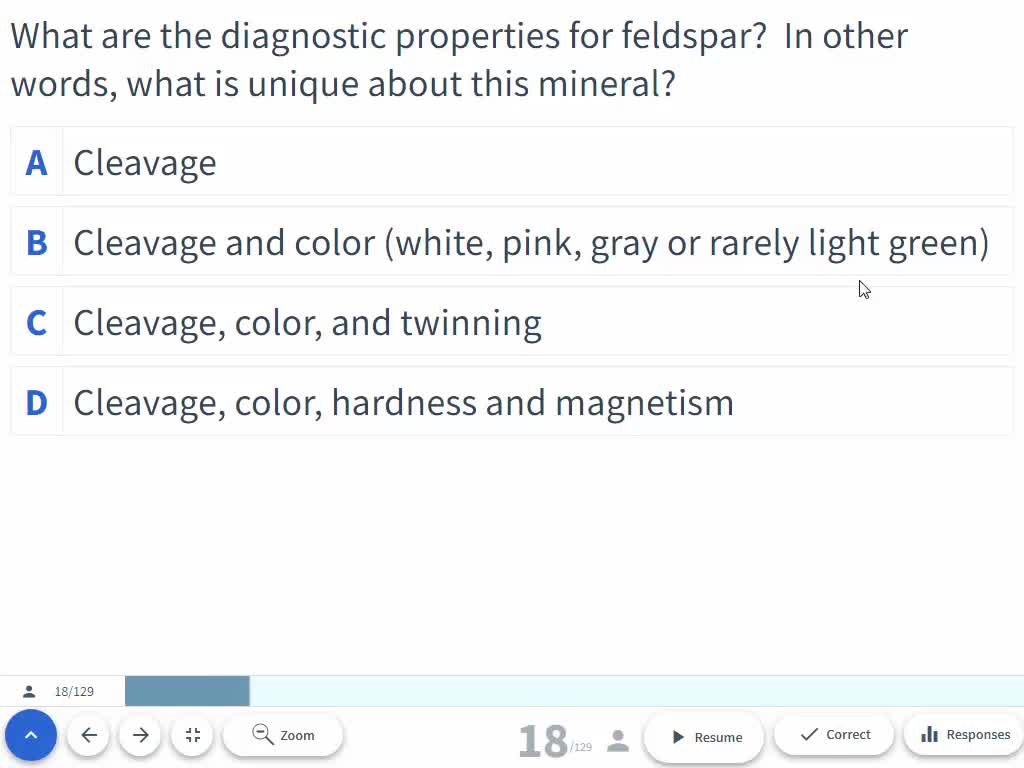 What are the diagnostic properties for feldspar?  In other
words, what is unique about this mineral?
A Cleavage
B Cleavage and color (white, pink, gray or rarely light green)
C Cleavage, color, and twinning
D Cleavage, color, hardness and magnetism
18/129
Zoom
18/129
Resume
Correct
Responses